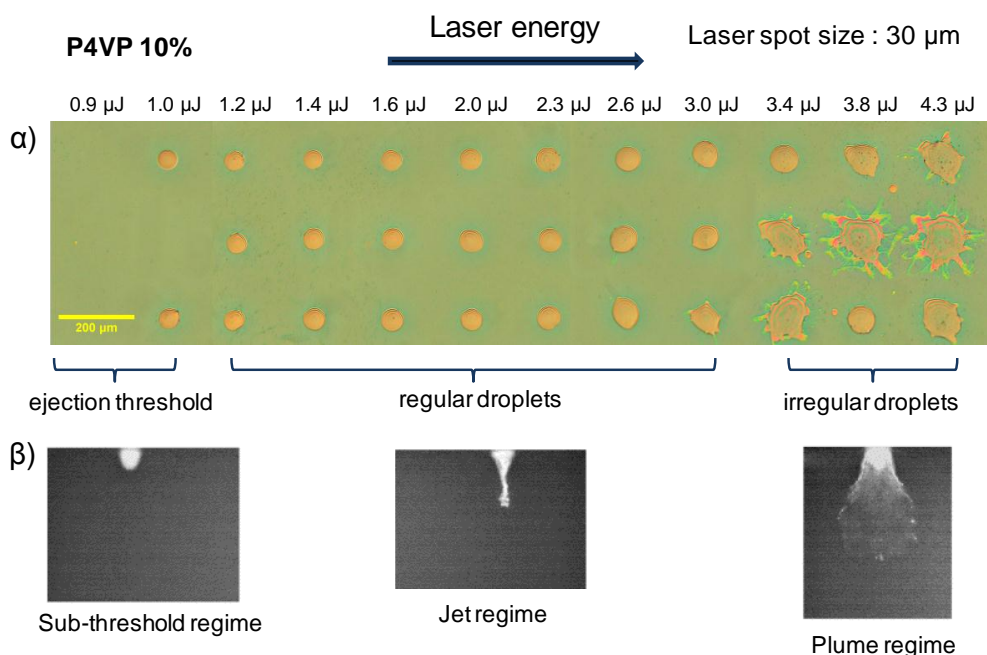 P4VP 10%
Laser energy
Laser spot size : 30 µm
0.9 µJ 1.0 µJ 1.2 µJ 1.4 µJ 1.6 µJ 2.0 µJ 2.3 µJ 2.6 µJ 3.0 µJ 3.4 µJ 3.8 µJ 4.3 µJ
α)
200 µm
ejection threshold regular droplets irregular droplets
β)
Sub-threshold regime Jet regime Plume regime